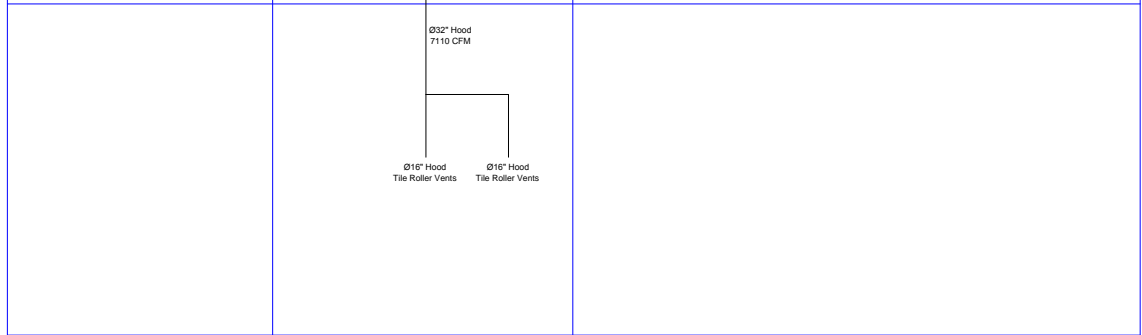 Ø32" Hood
7110 CFM
Ø16" Hood
Tile Roller Vents
Ø16" Hood
Tile Roller Vents